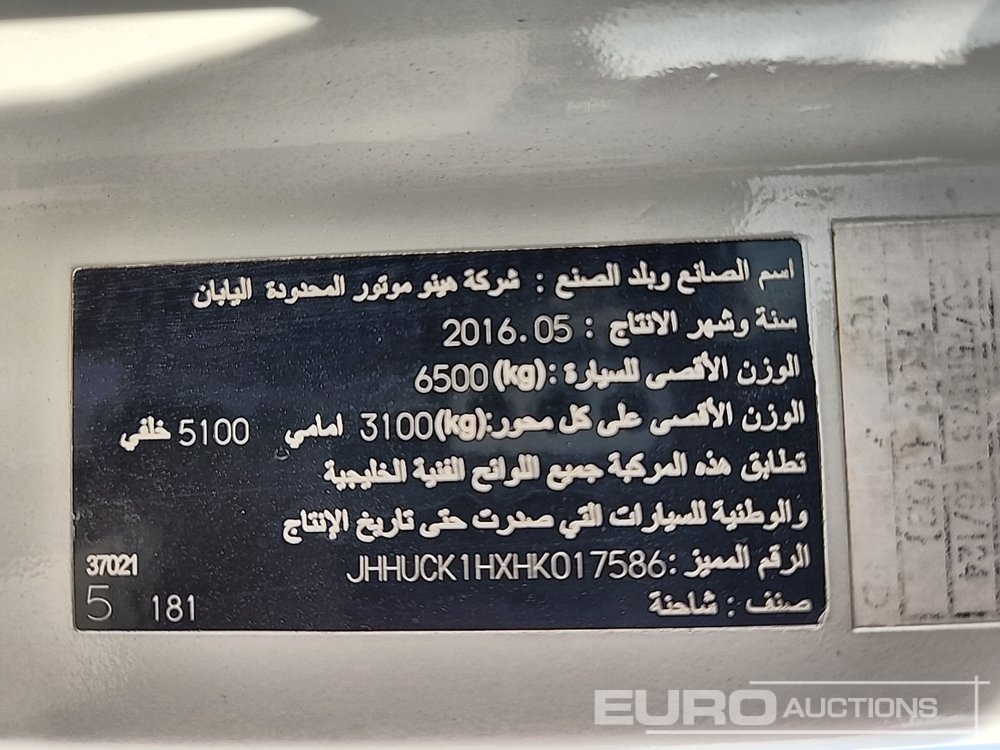 اسم الصانع وبلد الصنع : شركة هينو موتور المحدودة اليابان
سنة وشهر الانتاج : 2016.05
الوزن الأقصى للسيارة :(kg) 6500
الوزن الأقصى على كل محور:(kg) 3100 امامي 5100 خلفي
تطابق هذه المركبة جميع اللوائح الفنية الخليجية
والوطنية للسيارات التي صدرت حتى تاريخ الإنتاج
الرقم المميز :JHHUCK1HXHK017586
37021
صنف : شاحنة
5 181
EURO AUCTIONS